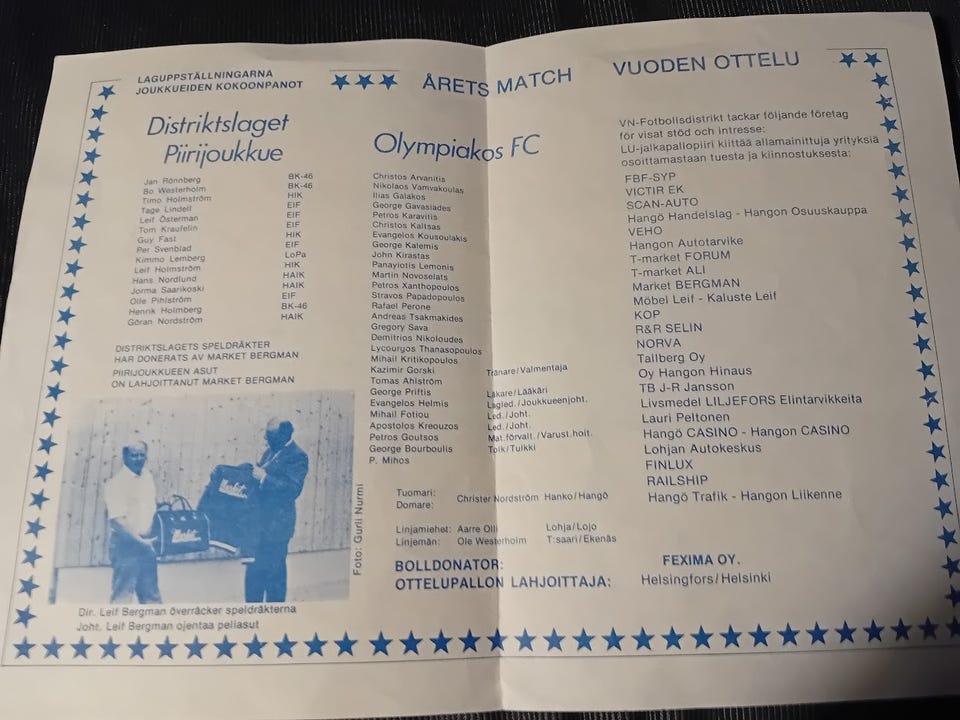 LAGUPPSTÄLLNINGARNA
JOUKKUEIDEN KOKOONPANOT
ÅRETS MATCH VUODEN OTTELU
Distriktslaget
Piirijoukkue
Jan Rönnberg BK-46
Bo Westerholm BK-46
Timo Holmström HIK
Tage Lindell EIF
Leif Österman EIF
Tom Kraufelin EIF
Guy Fast HIK
Per Svenblad EIF
Kimmo Lemberg LoPa
Leif Holmström HIK
Hans Nordlund HAIK
Jorma Saarikoski HAIK
Olle Pihlström EIF
Henrik Holmberg BK-46
Göran Nordström HAIK
DISTRIKTSLAGETS SPELDRÄKTER
HAR DONERATS AV MARKET BERGMAN
PIIRIJOUKKUEEN ASUT
ON LAHJOITTANUT MARKET BERGMAN
Market
Market
Foto: Gurli Nurmi
Dir. Leif Bergman överräcker speldräkterna
Joht. Leif Bergman ojentaa peliasut
Olympiakos FC
Christos Arvanitis
Nikolaos Vamvakoulas
Ilias Galakos
George Gavasiades
Petros Karavitis
Christos Kaltsas
Evangelos Kousoulakis
George Kalemis
John Kirastas
Panayiotis Lemonis
Martin Novoselats
Petros Xanthopoulos
Stravos Papadopoulos
Rafael Perone
Andreas Tsakmakides
Gregory Sava
Demitrios Nikoloudes
Lycourgos Thanasopoulos
Mihail Kritikopoulos
Kazimir Gorski Tränare/Valmentaja
Tomas Ahlström
George Priftis Läkare/Lääkäri
Evangelos Helmis Lagled./Joukkueenjoht.
Mihail Fotiou Led./Joht.
Apostolos Kreouzos Led./Joht.
Petros Goutsos Mat.förvalt./Varust.hoit.
George Bourboulis Tolk/Tulkki
P. Mihos
Tuomari: Christer Nordström Hanko/Hangö
Domare:
Linjamiehet: Aarre Olli Lohja/Lojo
Linjemän: Ole Westerholm T:saari/Ekenäs
BOLLDONATOR: FEXIMA OY.
OTTELUPALLON LAHJOITTAJA: Helsingfors/Helsinki
VN-Fotbollsdistrikt tackar följande företag
för visat stöd och intresse:
LU-jalkapallopiiri kiittää allamainittuja yrityksiä
osoittamastaan tuesta ja kiinnostuksesta:
FBF-SYP
VICTIR EK
SCAN-AUTO
Hangö Handelslag - Hangon Osuuskauppa
VEHO
Hangon Autotarvike
T-market FORUM
T-market ALI
Market BERGMAN
Möbel Leif - Kaluste Leif
KOP
R&R SELIN
NORVA
Tallberg Oy
Oy Hangon Hinaus
TB J-R Jansson
Livsmedel LILJEFORS Elintarvikkeita
Lauri Peltonen
Hangö CASINO - Hangon CASINO
Lohjan Autokeskus
FINLUX
RAILSHIP
Hangö Trafik - Hangon Liikenne